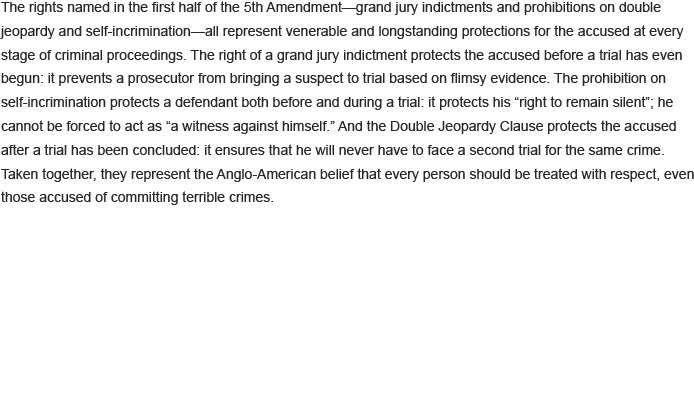 The rights named in the first half of the 5th Amendment—grand jury indictments and prohibitions on double
jeopardy and self-incrimination—all represent venerable and longstanding protections for the accused at every
stage of criminal proceedings. The right of a grand jury indictment protects the accused before a trial has even
begun: it prevents a prosecutor from bringing a suspect to trial based on flimsy evidence. The prohibition on
self-incrimination protects a defendant both before and during a trial: it protects his “right to remain silent”; he
cannot be forced to act as “a witness against himself.” And the Double Jeopardy Clause protects the accused
after a trial has been concluded: it ensures that he will never have to face a second trial for the same crime.
Taken together, they represent the Anglo-American belief that every person should be treated with respect, even
those accused of committing terrible crimes.